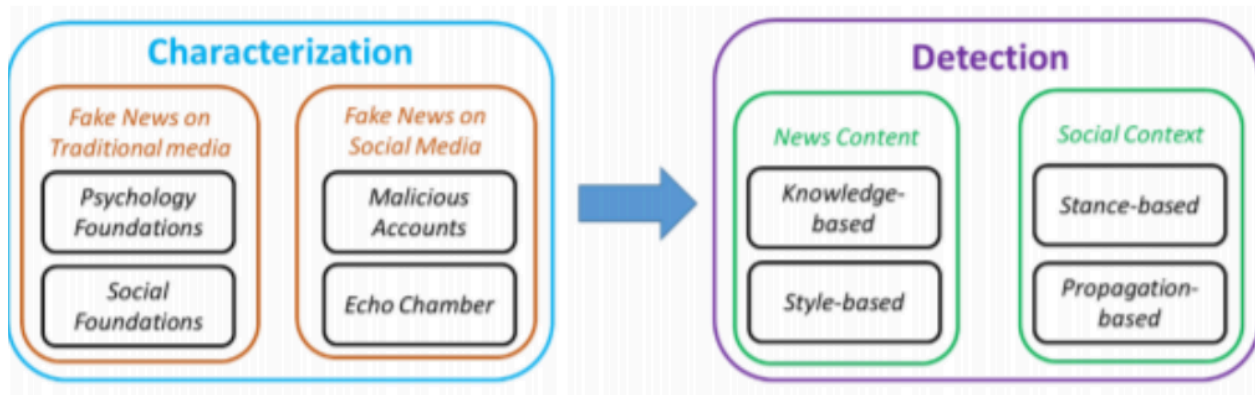 Characterization
Fake News on
Traditional media
Psychology
Foundations
Social
Foundations
Fake News on
Social Media
Malicious
Accounts
Echo Chamber
Detection
News Content
Knowledge-
based
Style-based
Social Context
Stance-based
Propagation-
based